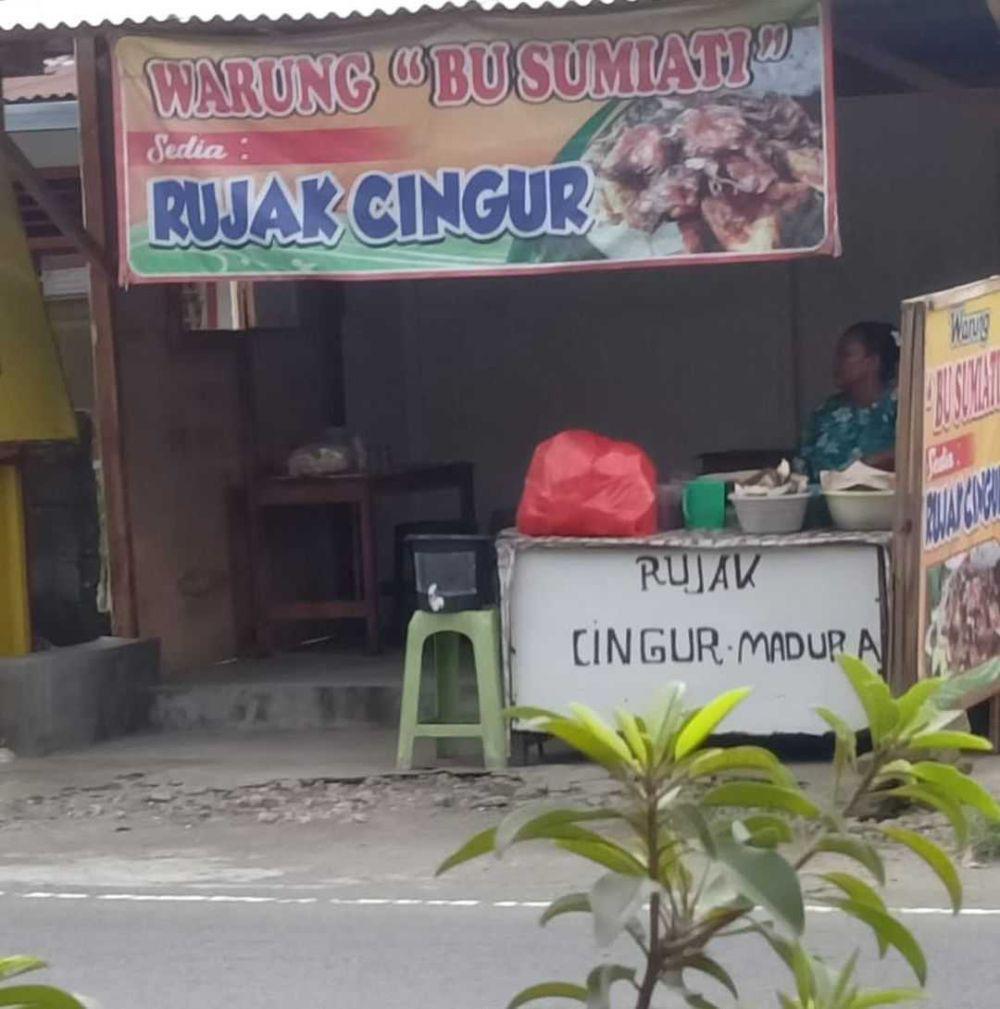 WARUNG “BU SUMIATI”
Sedia :
RUJAK CINGUR
RUJAK
CINGUR·MADURA
Warung
"BU SUMIATI
Sedia :
RUJAK CINGUR